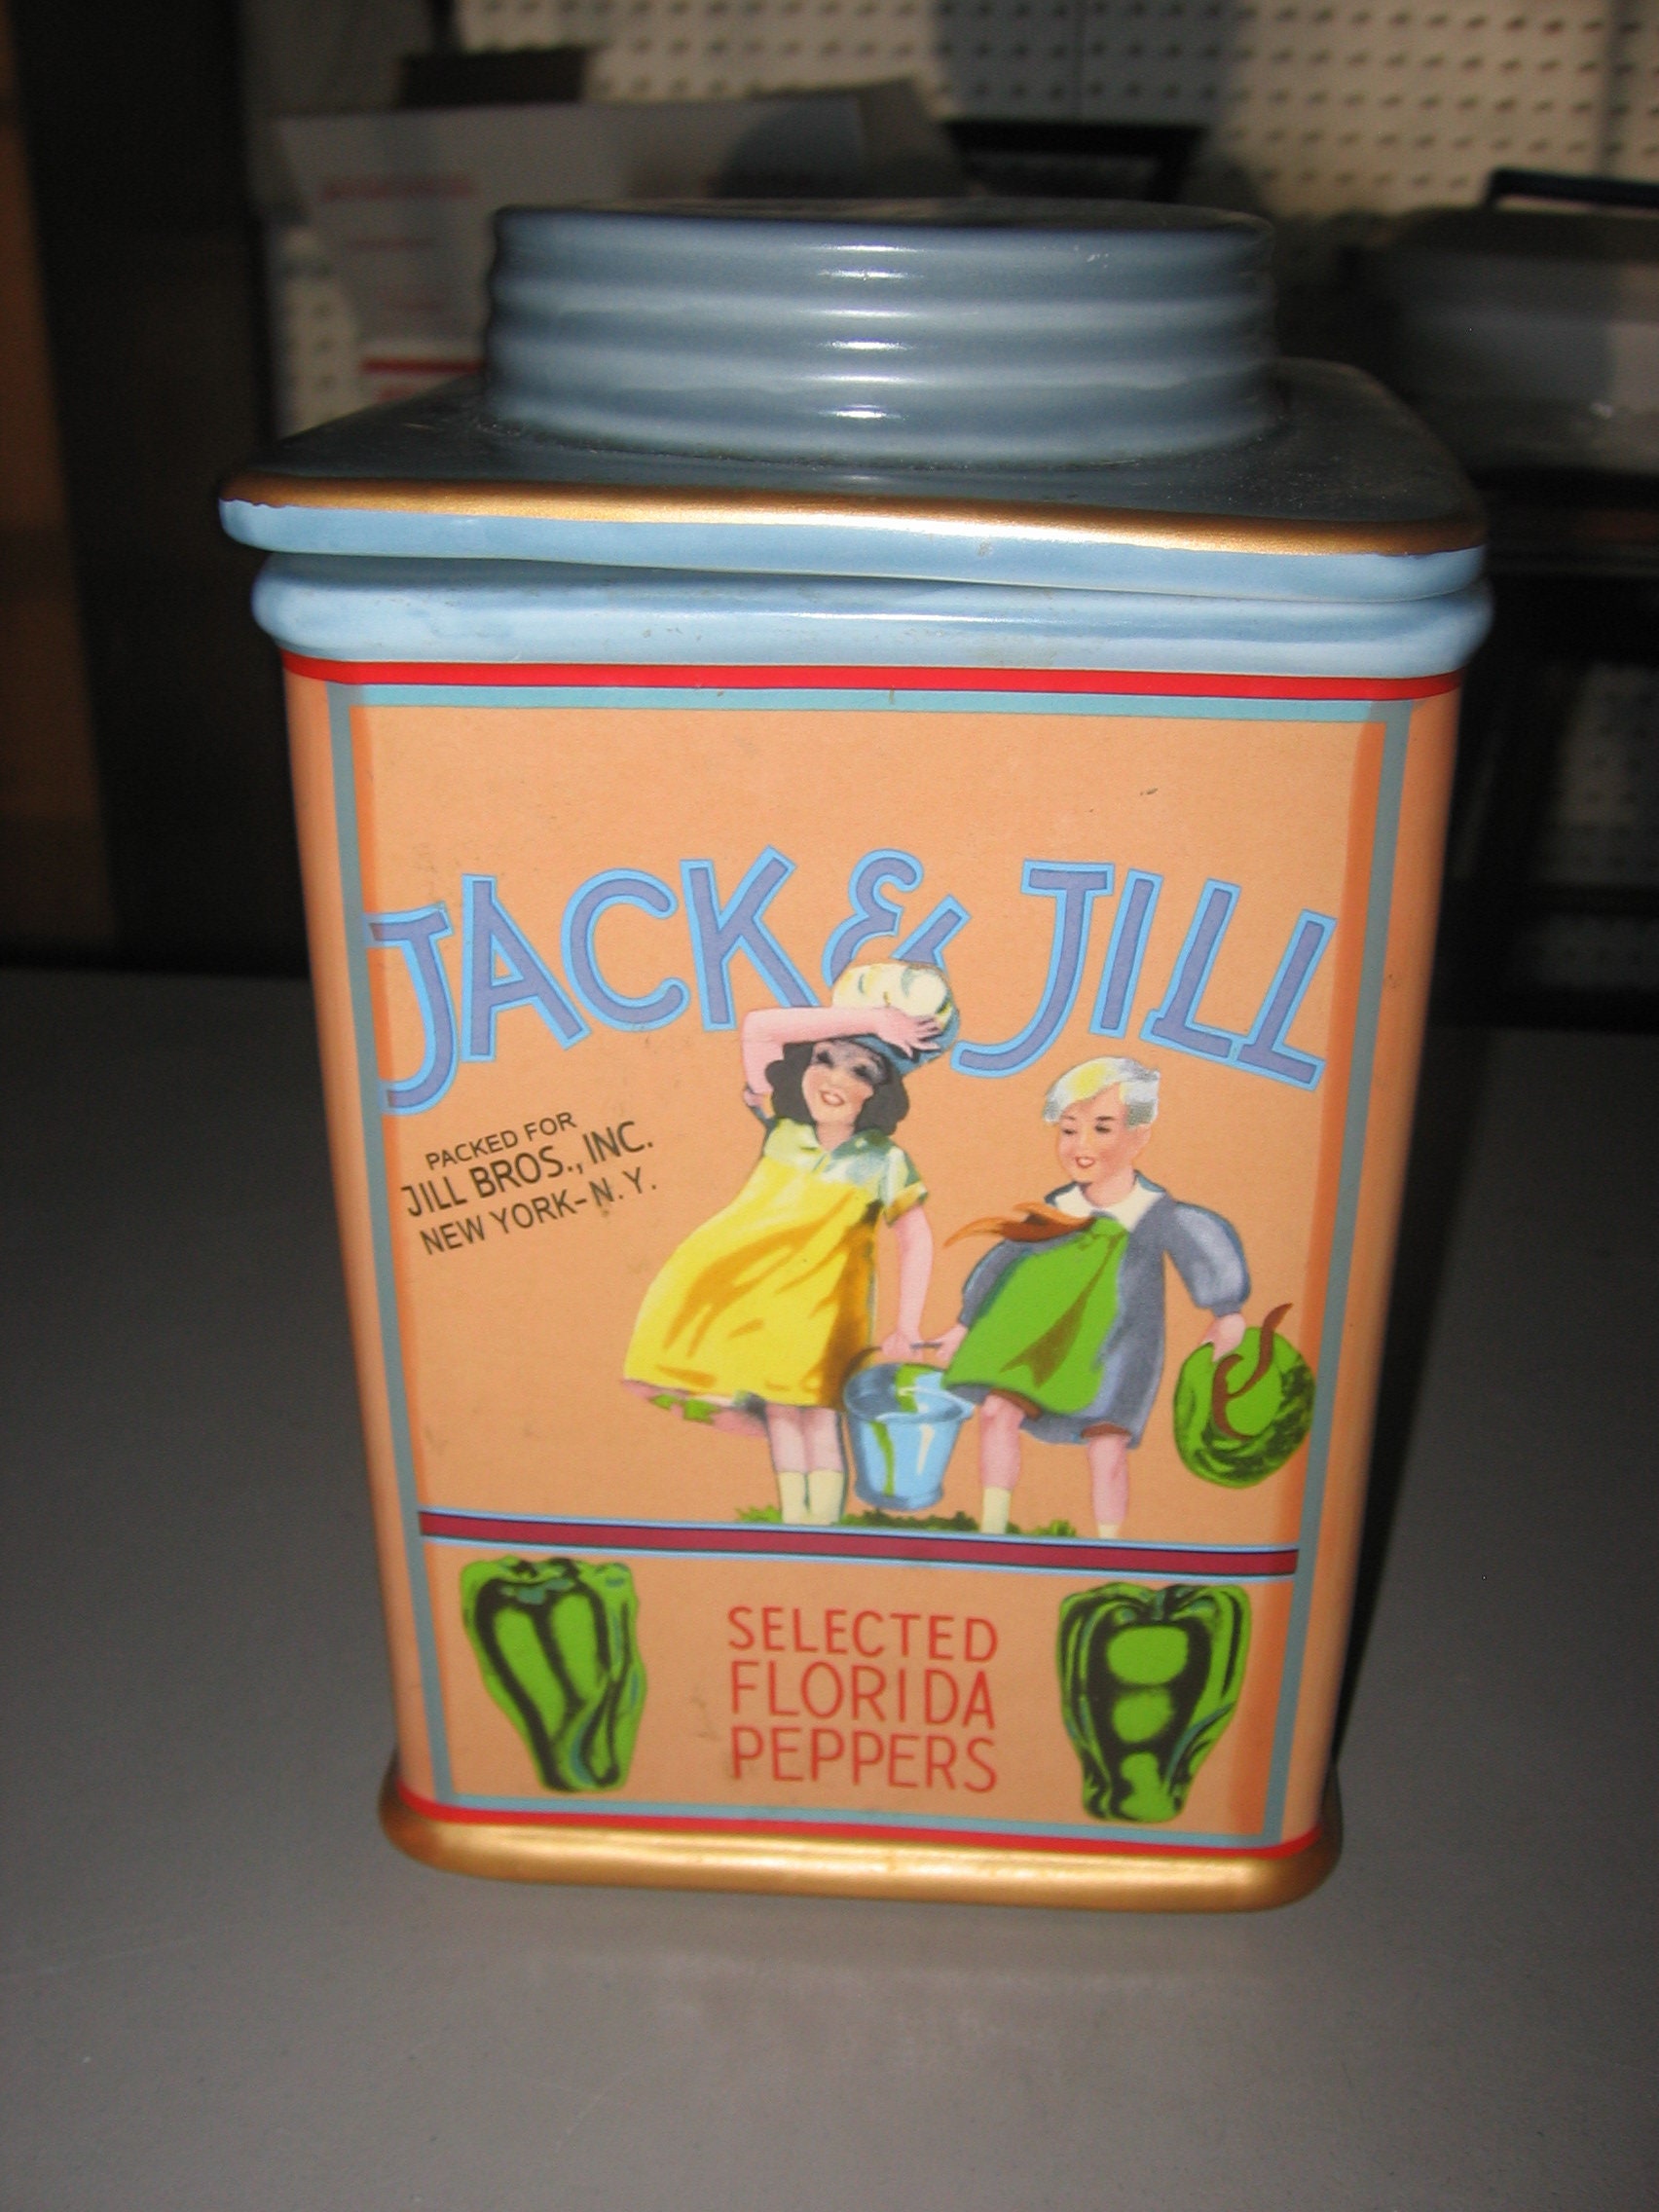 JACK & JILL
PACKED FOR
JILL BROS., INC.
NEW YORK-N.Y.
SELECTED
FLORIDA
PEPPERS